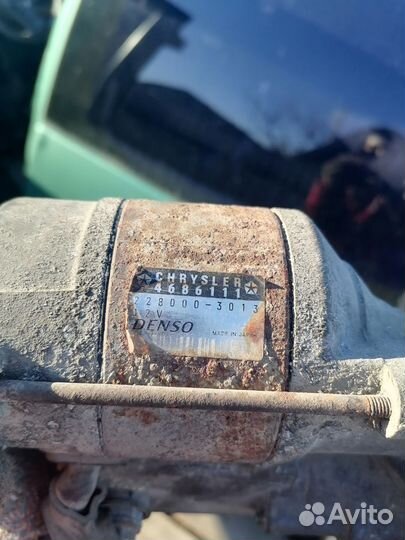 CHRYSLER
4686111
228000-3013
12V
DENSO MADE IN JAPAN
Avito